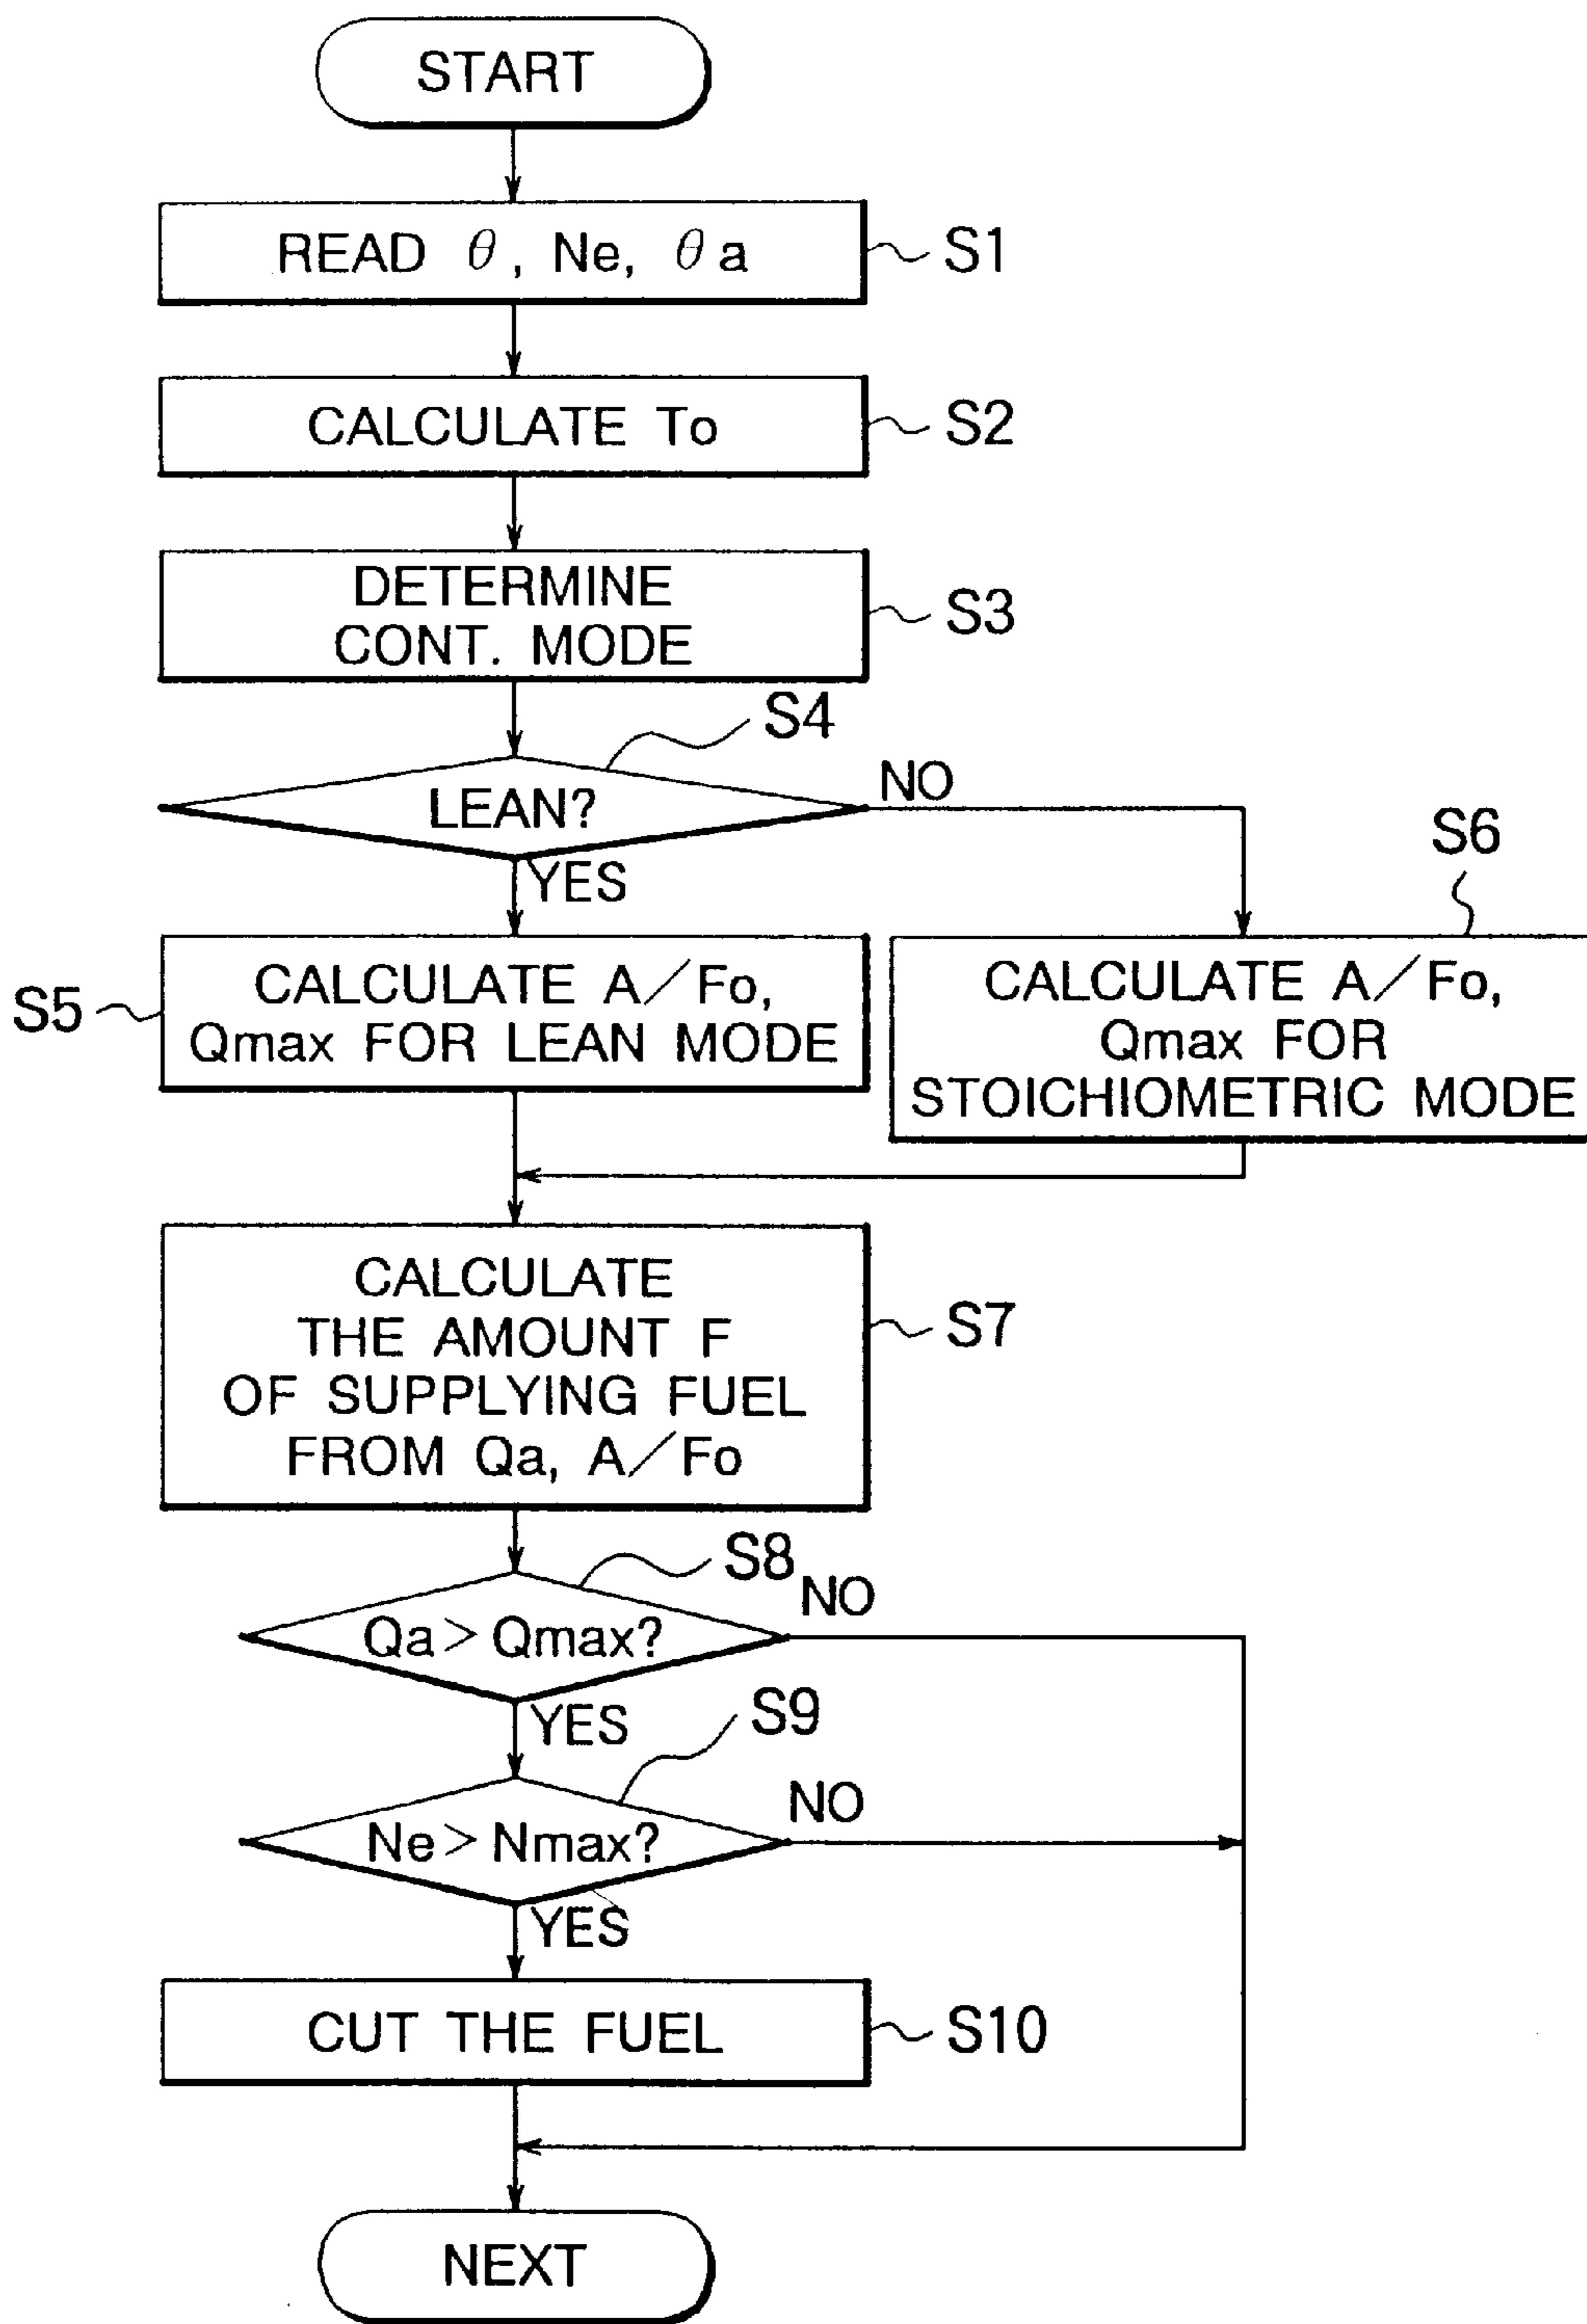 START
READ θ, Ne, θa
S1
CALCULATE To
S2
DETERMINE
CONT. MODE
S3
S4
LEAN?
NO
YES
S6
S5
CALCULATE A/Fo,
Qmax FOR LEAN MODE
CALCULATE A/Fo,
Qmax FOR
STOICHIOMETRIC MODE
CALCULATE
THE AMOUNT F
OF SUPPLYING FUEL
FROM Qa, A/Fo
S7
S8
Qa>Qmax?
NO
YES
S9
Ne>Nmax?
NO
YES
CUT THE FUEL
S10
NEXT